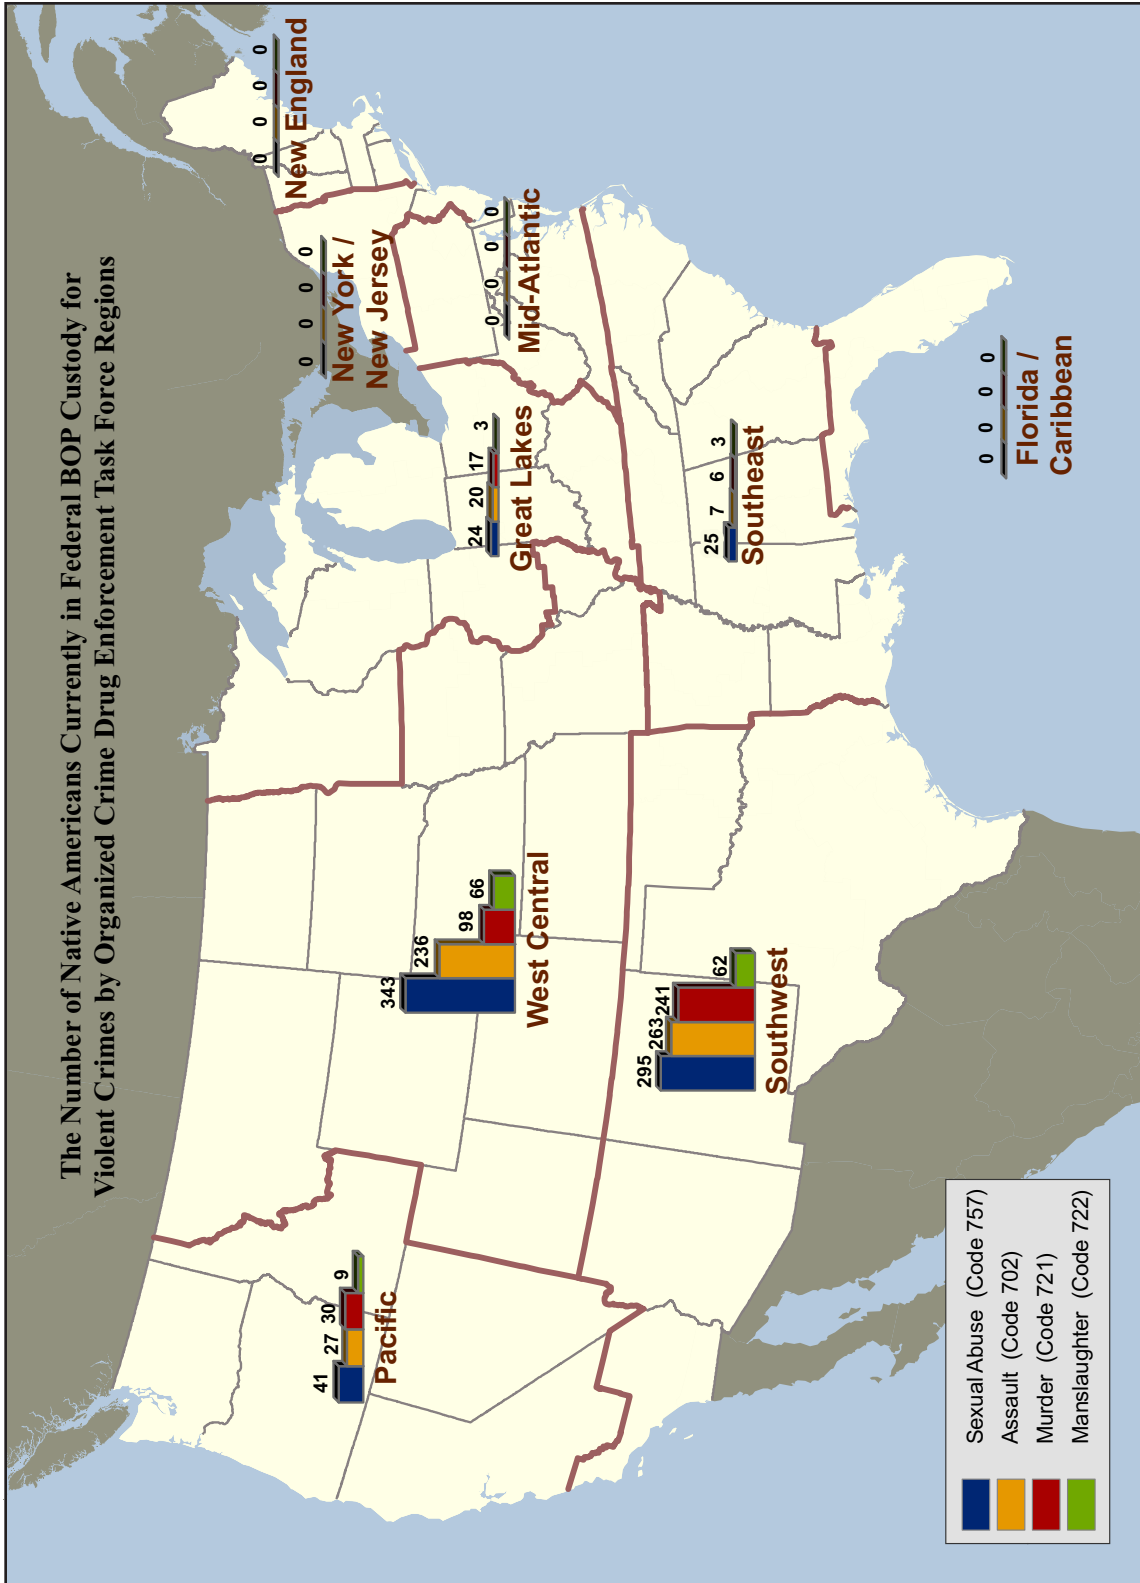 The Number of Native Americans Currently in Federal BOP Custody for
Violent Crimes by Organized Crime Drug Enforcement Task Force Regions
41
27
30
9
Pacific
343
236
98
66
West Central
295
263
241
62
Southwest
24
20
17
3
Great Lakes
25
7
6
3
Southeast
0
0
0
0
New York /
New Jersey
0
0
0
0
New England
0
0
0
0
Mid-Atlantic
0
0
0
0
Florida /
Caribbean
Sexual Abuse (Code 757)
Assault (Code 702)
Murder (Code 721)
Manslaughter (Code 722)